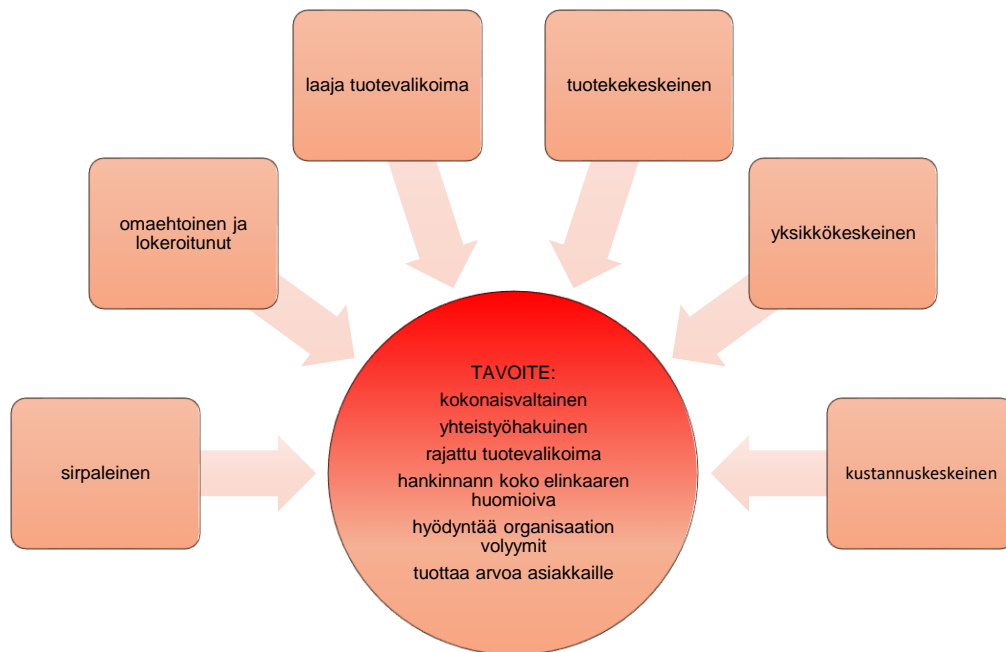 laaja tuotevalikoima
tuotekekeskeinen
omaehtoinen ja
lokeroitunut
yksikkökeskeinen
sirpaleinen
kustannuskeskeinen
TAVOITE:
kokonaisvaltainen
yhteistyöhakuinen
rajattu tuotevalikoima
hankinnann koko elinkaaren
huomioiva
hyödyntää organisaation
volyymit
tuottaa arvoa asiakkaille